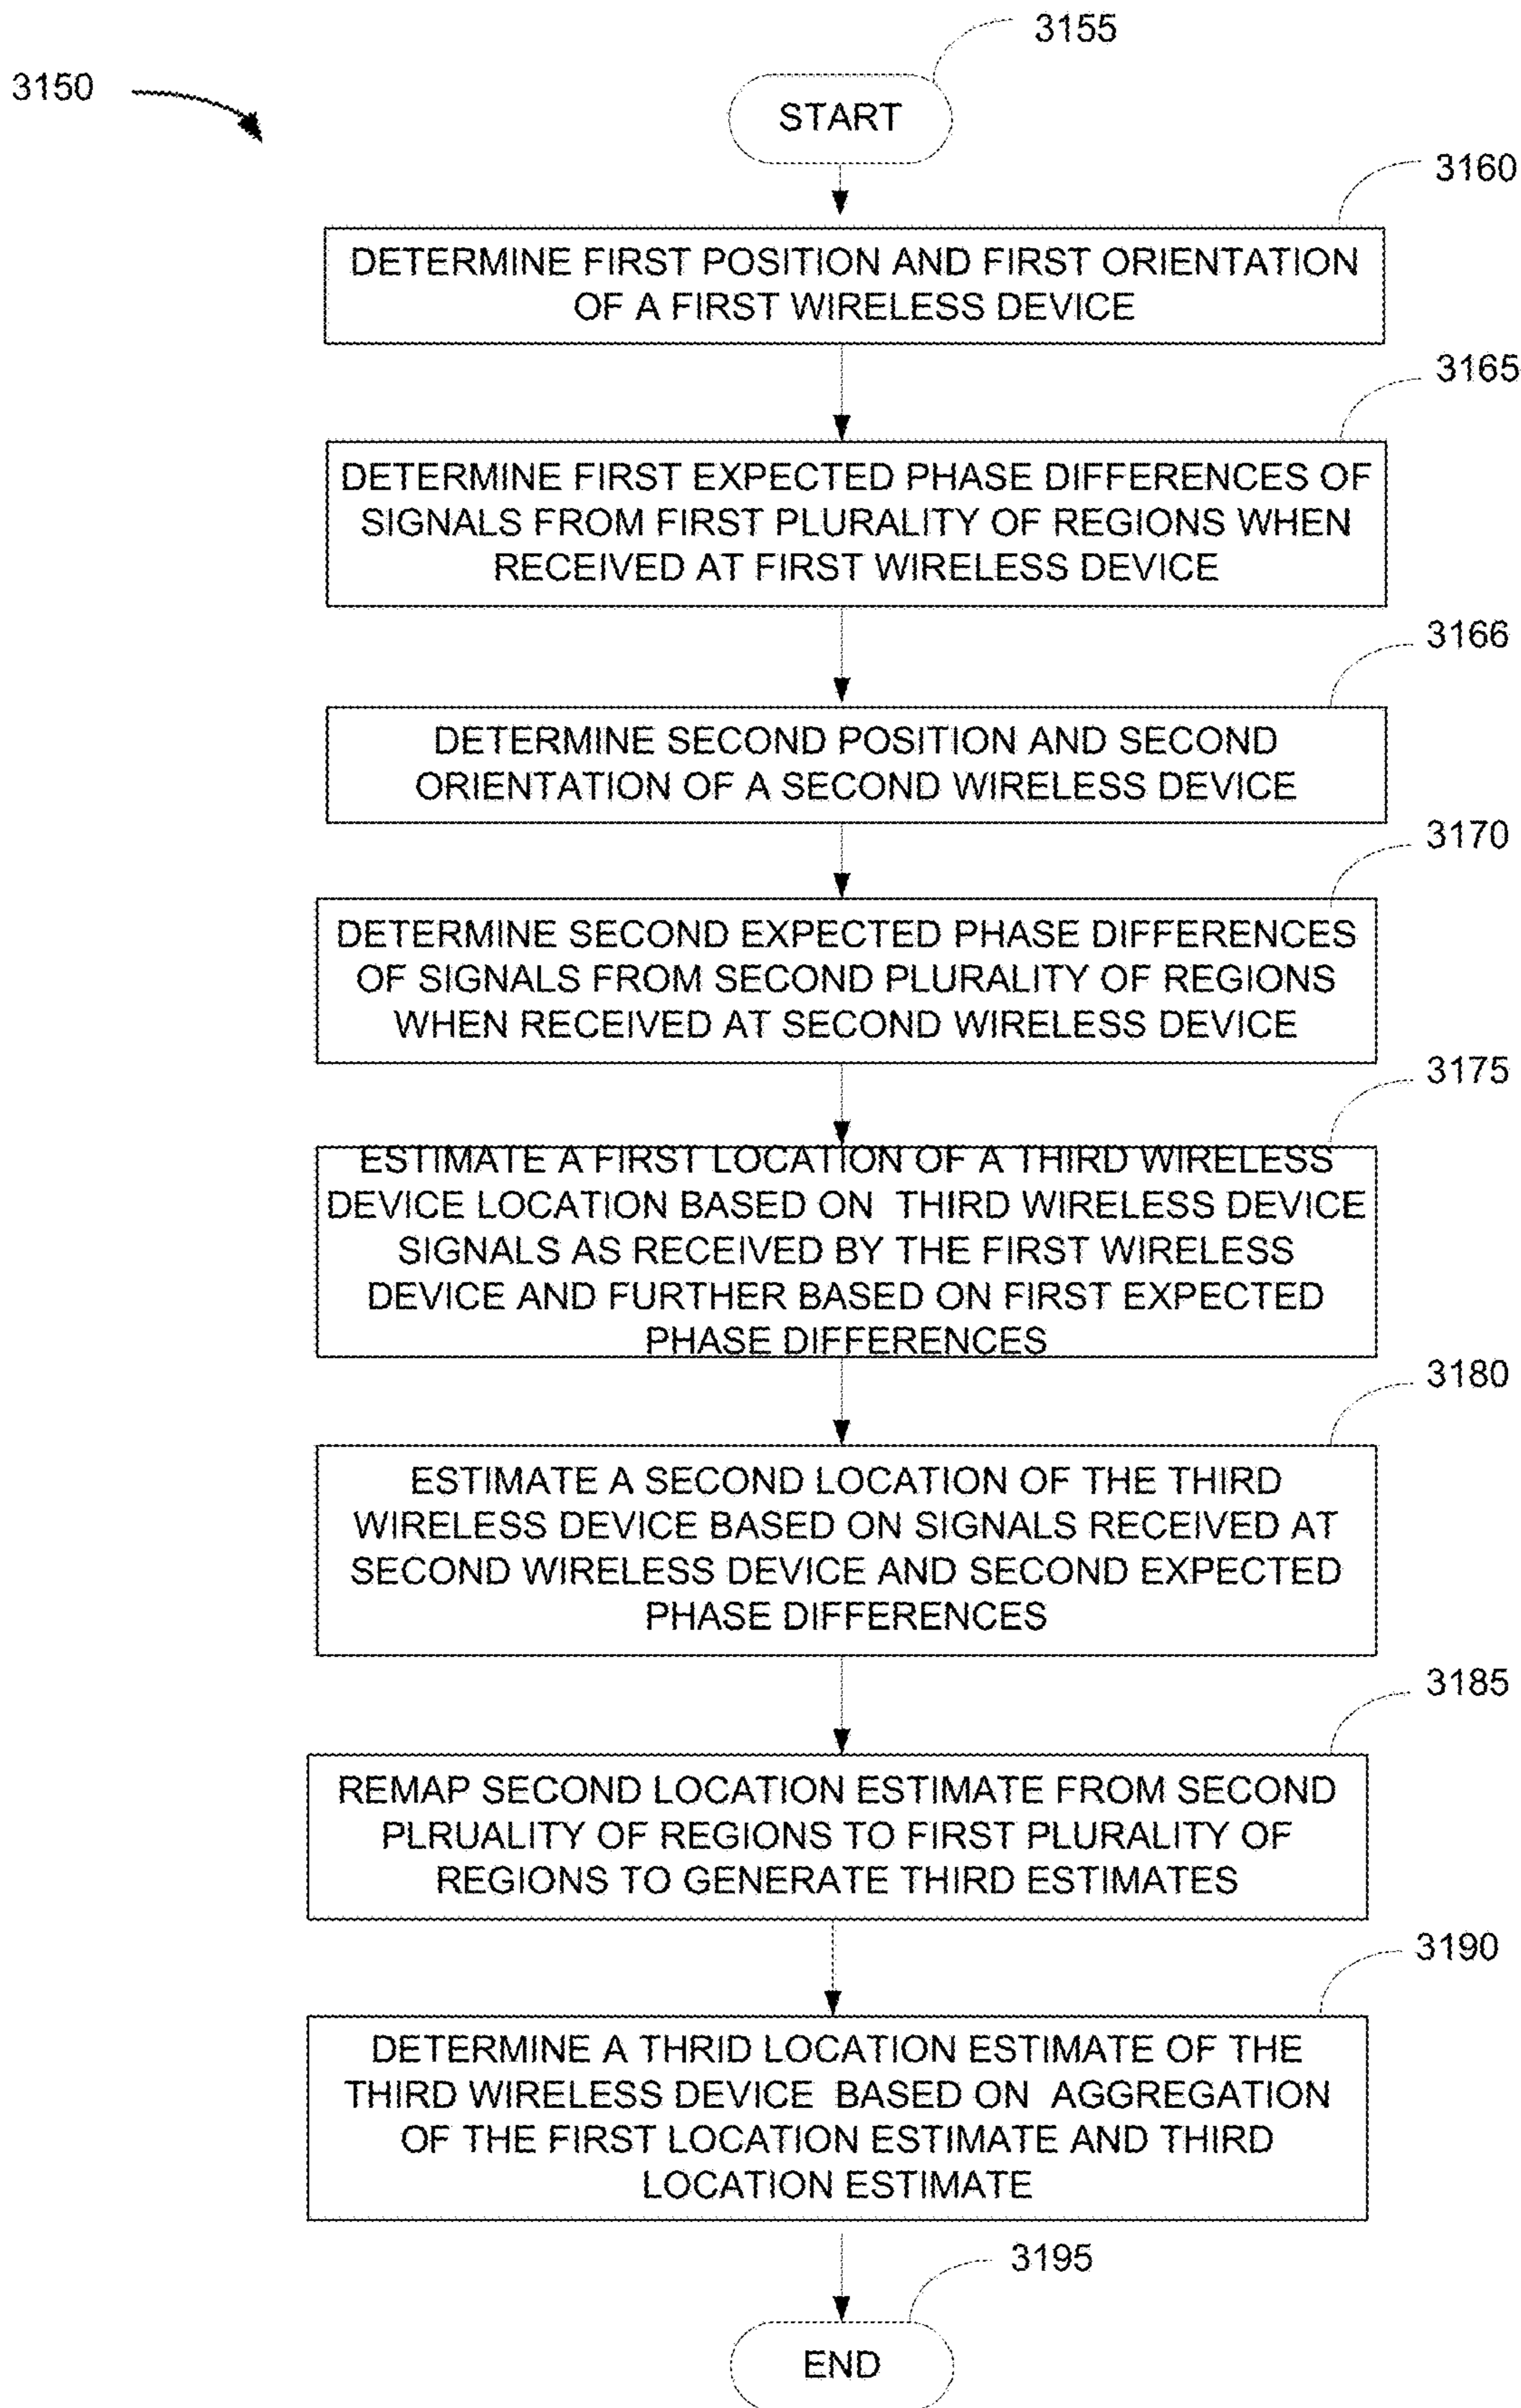 3155
3150
START
3160
DETERMINE FIRST POSITION AND FIRST ORIENTATION
OF A FIRST WIRELESS DEVICE
3165
DETERMINE FIRST EXPECTED PHASE DIFFERENCES OF
SIGNALS FROM FIRST PLURALITY OF REGIONS WHEN
RECEIVED AT FIRST WIRELESS DEVICE
3166
DETERMINE SECOND POSITION AND SECOND
ORIENTATION OF A SECOND WIRELESS DEVICE
3170
DETERMINE SECOND EXPECTED PHASE DIFFERENCES
OF SIGNALS FROM SECOND PLURALITY OF REGIONS
WHEN RECEIVED AT SECOND WIRELESS DEVICE
3175
ESTIMATE A FIRST LOCATION OF A THIRD WIRELESS
DEVICE LOCATION BASED ON THIRD WIRELESS DEVICE
SIGNALS AS RECEIVED BY THE FIRST WIRELESS
DEVICE AND FURTHER BASED ON FIRST EXPECTED
PHASE DIFFERENCES
3180
ESTIMATE A SECOND LOCATION OF THE THIRD
WIRELESS DEVICE BASED ON SIGNALS RECEIVED AT
SECOND WIRELESS DEVICE AND SECOND EXPECTED
PHASE DIFFERENCES
3185
REMAP SECOND LOCATION ESTIMATE FROM SECOND
PLRUALITY OF REGIONS TO FIRST PLURALITY OF
REGIONS TO GENERATE THIRD ESTIMATES
3190
DETERMINE A THRID LOCATION ESTIMATE OF THE
THIRD WIRELESS DEVICE BASED ON AGGREGATION
OF THE FIRST LOCATION ESTIMATE AND THIRD
LOCATION ESTIMATE
3195
END